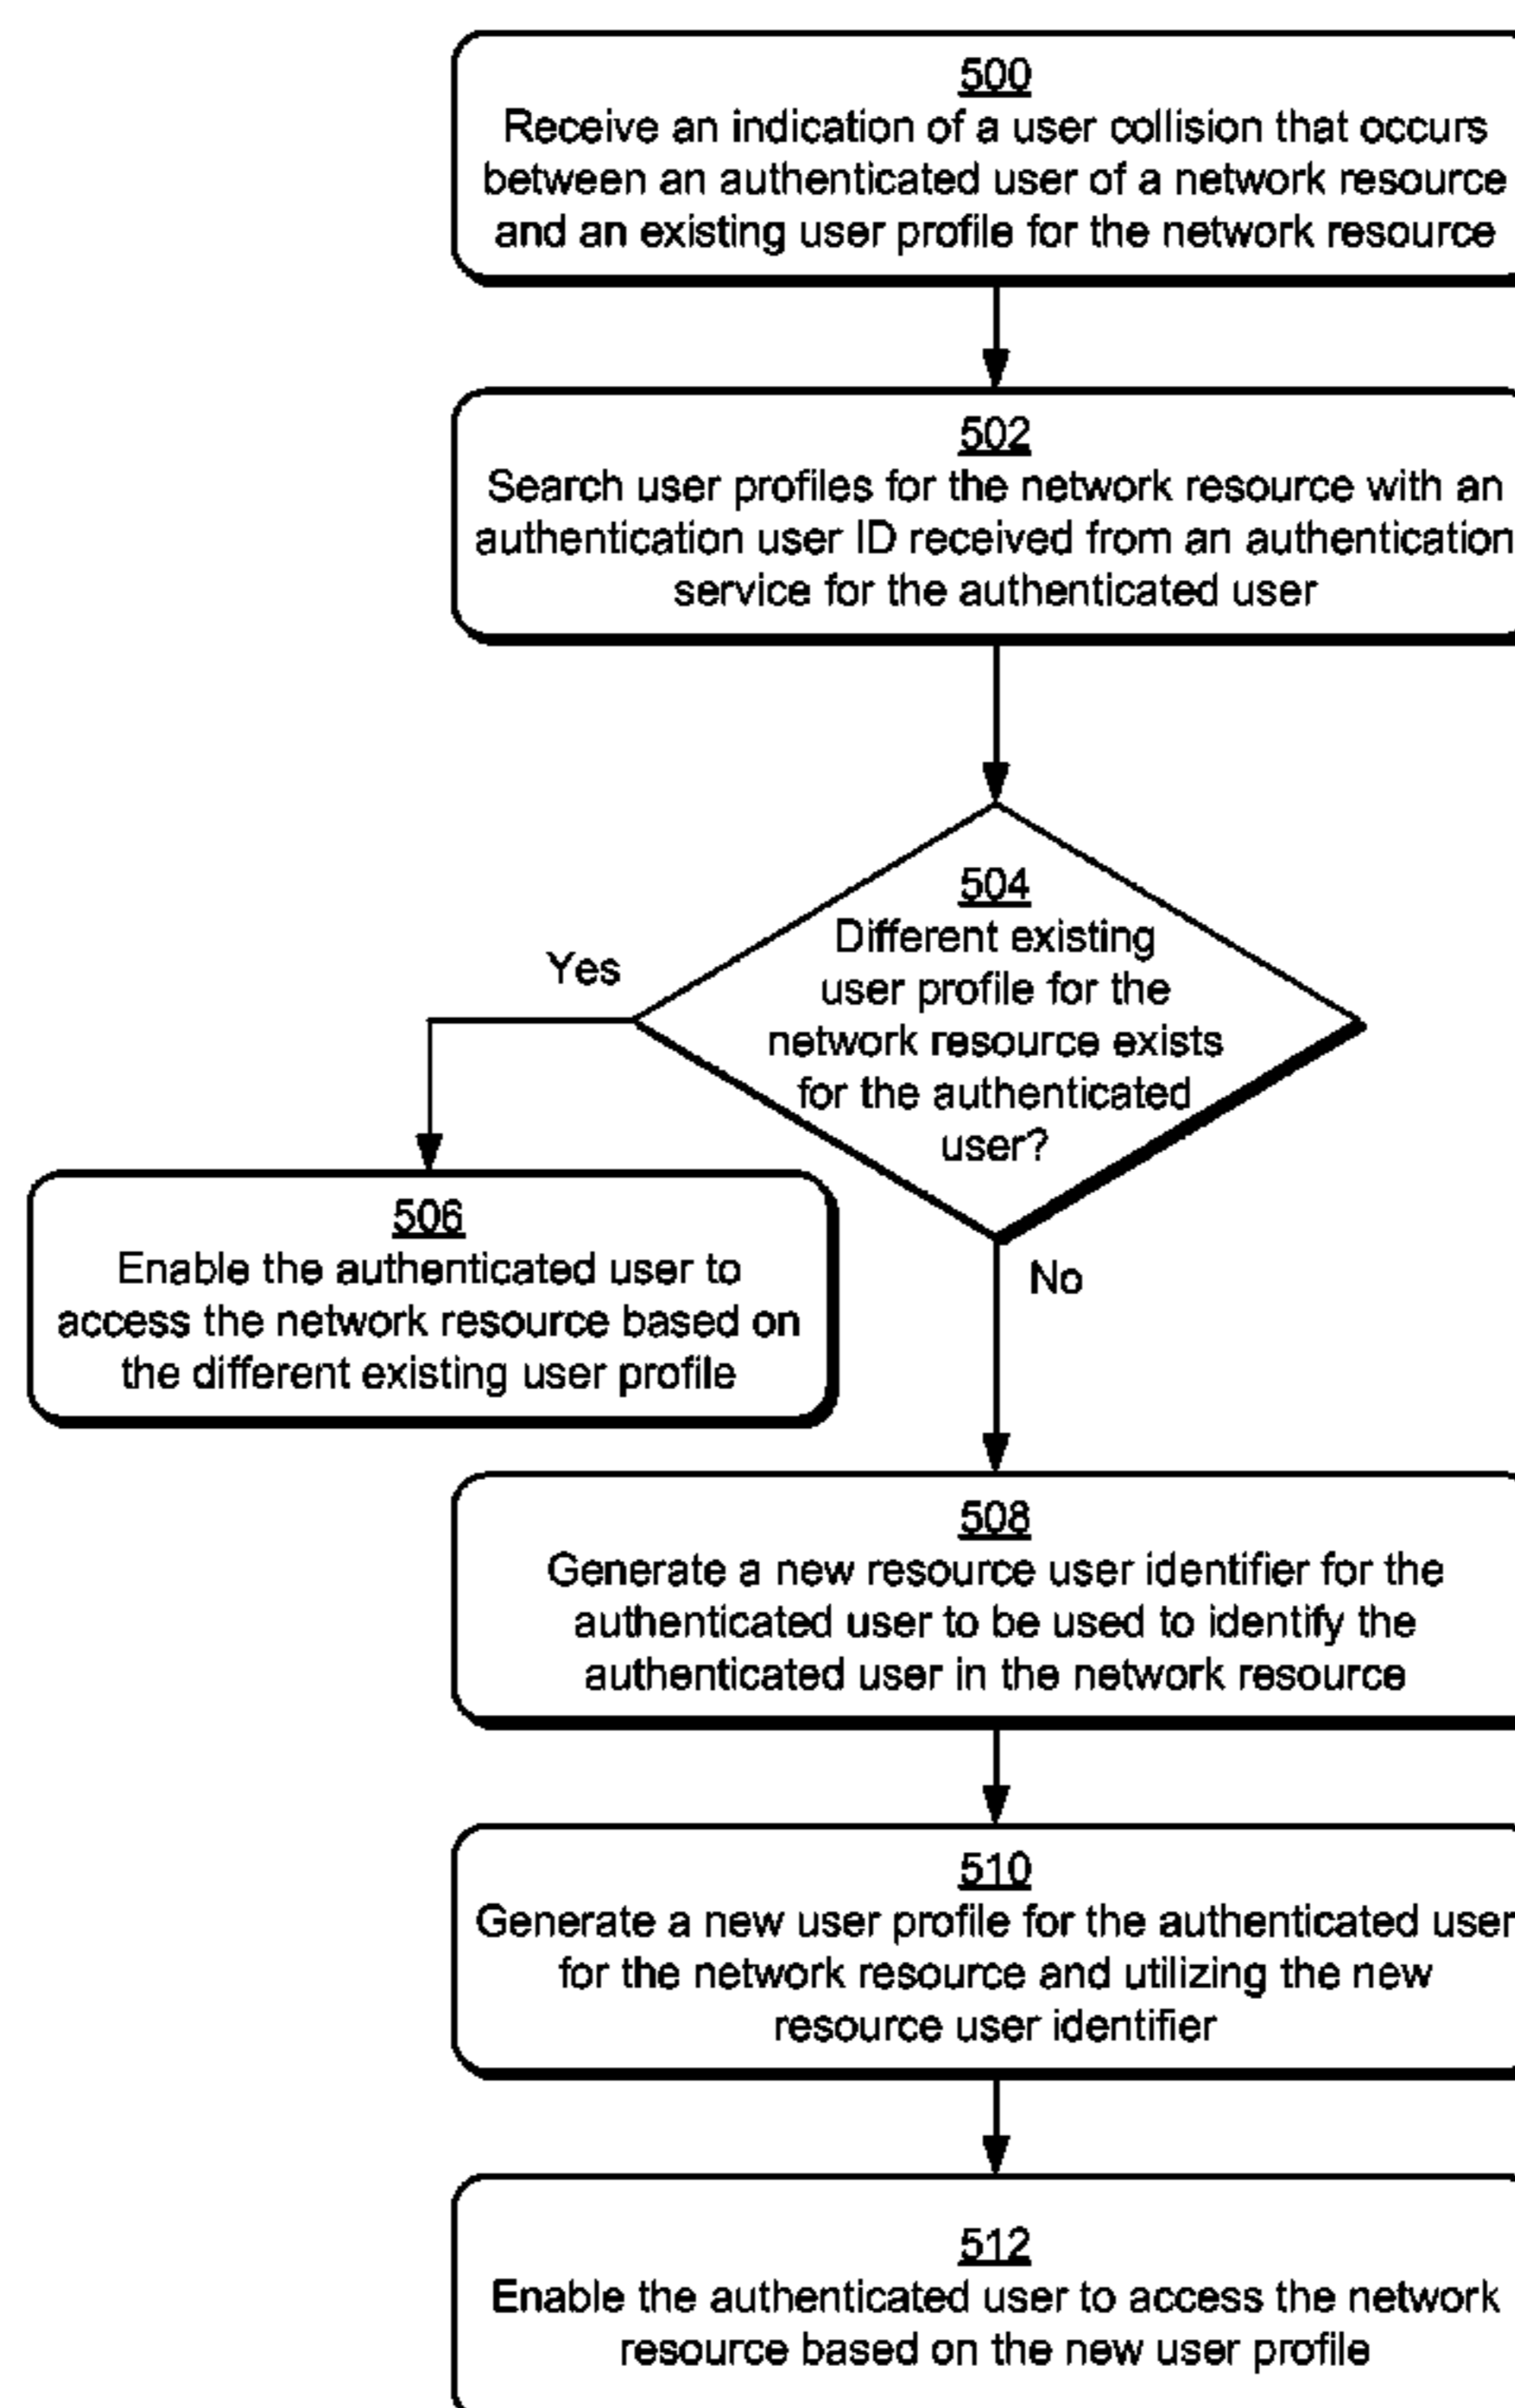 500
Receive an indication of a user collision that occurs
between an authenticated user of a network resource
and an existing user profile for the network resource
502
Search user profiles for the network resource with an
authentication user ID received from an authentication
service for the authenticated user
504
Different existing
user profile for the
network resource exists
for the authenticated
user?
Yes
506
Enable the authenticated user to
access the network resource based on
the different existing user profile
No
508
Generate a new resource user identifier for the
authenticated user to be used to identify the
authenticated user in the network resource
510
Generate a new user profile for the authenticated user
for the network resource and utilizing the new
resource user identifier
512
Enable the authenticated user to access the network
resource based on the new user profile